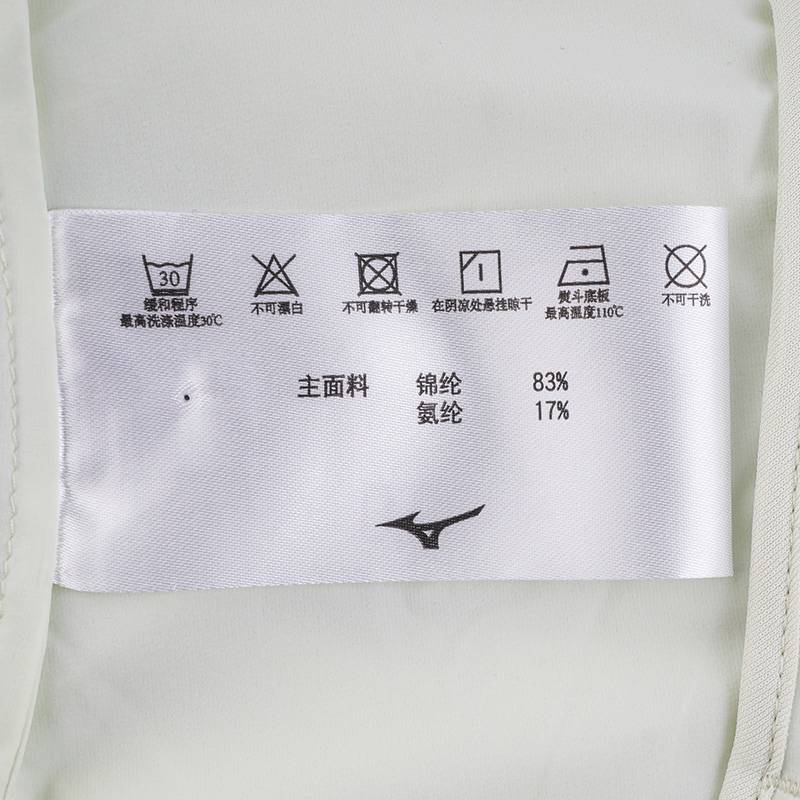 30
缓和程序
最高洗涤温度30℃
不可漂白
不可翻转干燥
在阴凉处悬挂晾干
熨斗底板
最高温度110℃
不可干洗
主面料 锦纶 83%
氨纶 17%